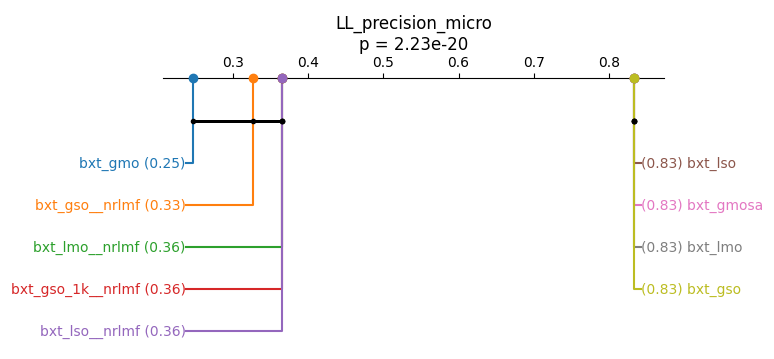 LL_precision_micro
p = 2.23e-20
0.3 0.4 0.5 0.6 0.7 0.8
bxt_gmo (0.25) (0.83) bxt_lso
bxt_gso__nrlmf (0.33) (0.83) bxt_gmosa
bxt_lmo__nrlmf (0.36) (0.83) bxt_lmo
bxt_gso_1k__nrlmf (0.36) (0.83) bxt_gso
bxt_lso__nrlmf (0.36)